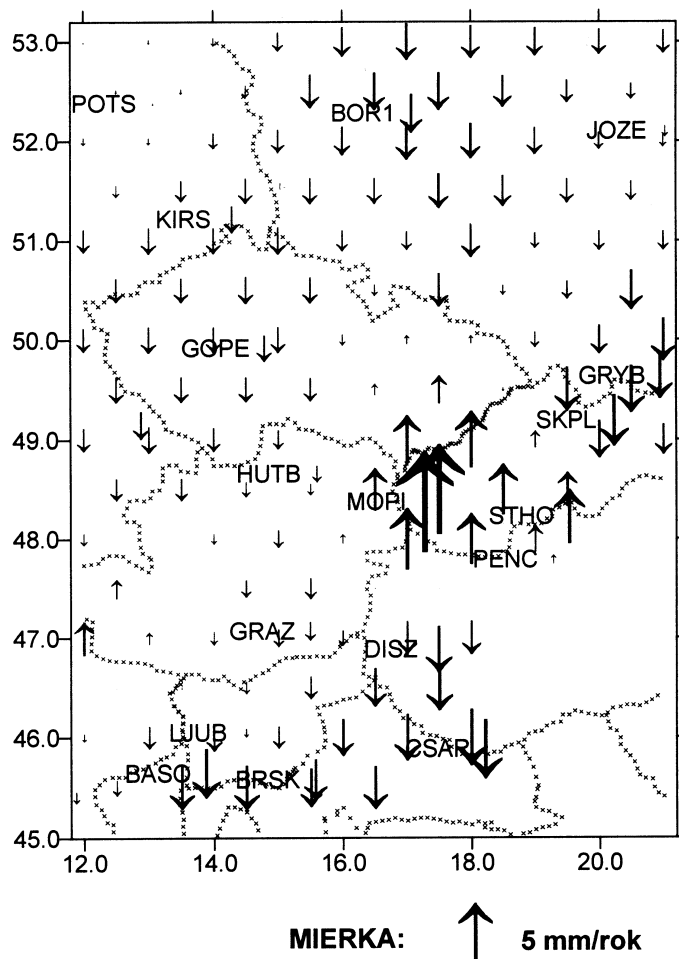 53.0
POTS
BOR1
JOZE
52.0
KIRS
51.0
50.0
GOPE
GRYB
SKPL
49.0
HUTB
MOPI
STHO
48.0
PENC
47.0
GRAZ
DISZ
46.0
LJUB
CSAR
BASO
BRSK
45.0
12.0 14.0 16.0 18.0 20.0
MIERKA: 5 mm/rok